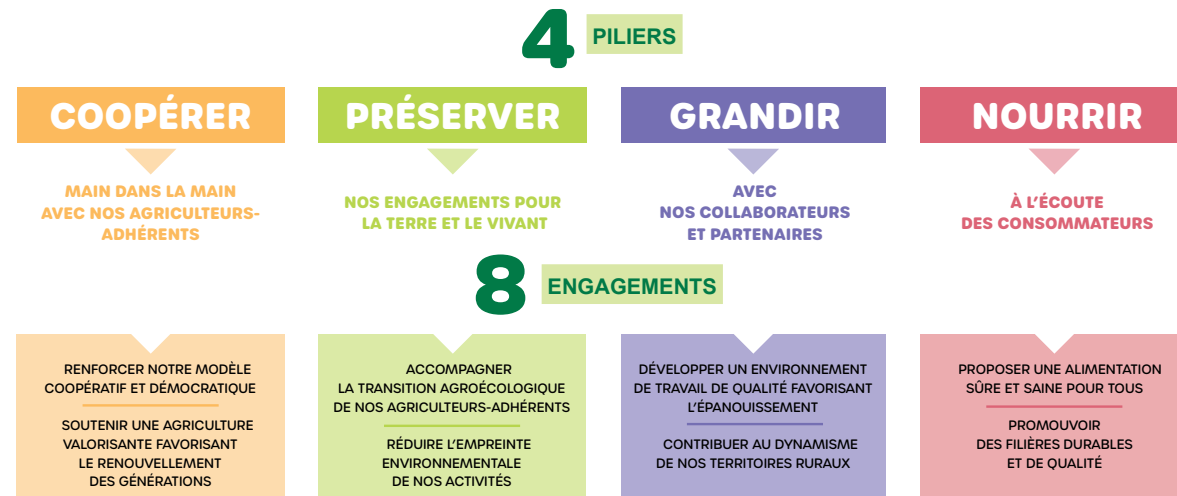 4 PILIERS
COOPÉRER
MAIN DANS LA MAIN
AVEC NOS AGRICULTEURS-
ADHÉRENTS
PRÉSERVER
NOS ENGAGEMENTS POUR
LA TERRE ET LE VIVANT
GRANDIR
AVEC
NOS COLLABORATEURS
ET PARTENAIRES
NOURRIR
À L’ÉCOUTE
DES CONSOMMATEURS
8 ENGAGEMENTS
RENFORCER NOTRE MODÈLE
COOPÉRATIF ET DÉMOCRATIQUE
SOUTENIR UNE AGRICULTURE
VALORISANTE FAVORISANT
LE RENOUVELLEMENT
DES GÉNÉRATIONS
ACCOMPAGNER
LA TRANSITION AGROÉCOLOGIQUE
DE NOS AGRICULTEURS-ADHÉRENTS
RÉDUIRE L’EMPREINTE
ENVIRONNEMENTALE
DE NOS ACTIVITÉS
DÉVELOPPER UN ENVIRONNEMENT
DE TRAVAIL DE QUALITÉ FAVORISANT
L’ÉPANOUISSEMENT
CONTRIBUER AU DYNAMISME
DE NOS TERRITOIRES RURAUX
PROPOSER UNE ALIMENTATION
SÛRE ET SAINE POUR TOUS
PROMOUVOIR
DES FILIÈRES DURABLES
ET DE QUALITÉ